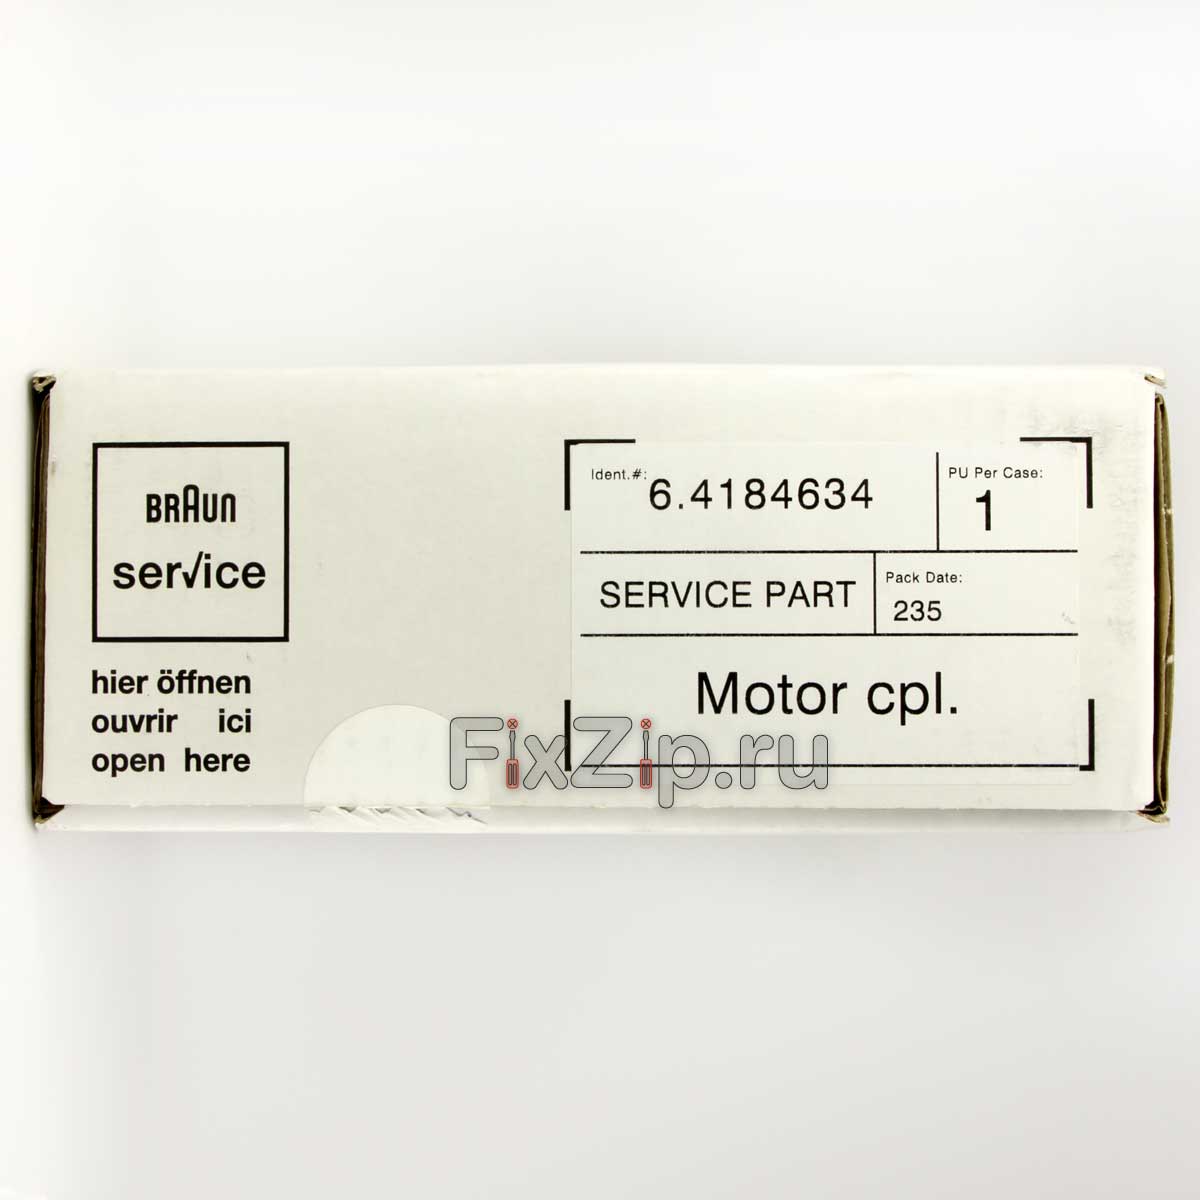 BRAUN
service
hier öffnen
ouvrir ici
open here
Ident.#: 6.4184634
PU Per Case:
1
SERVICE PART
Pack Date:
235
Motor cpl.
FixZip.ru